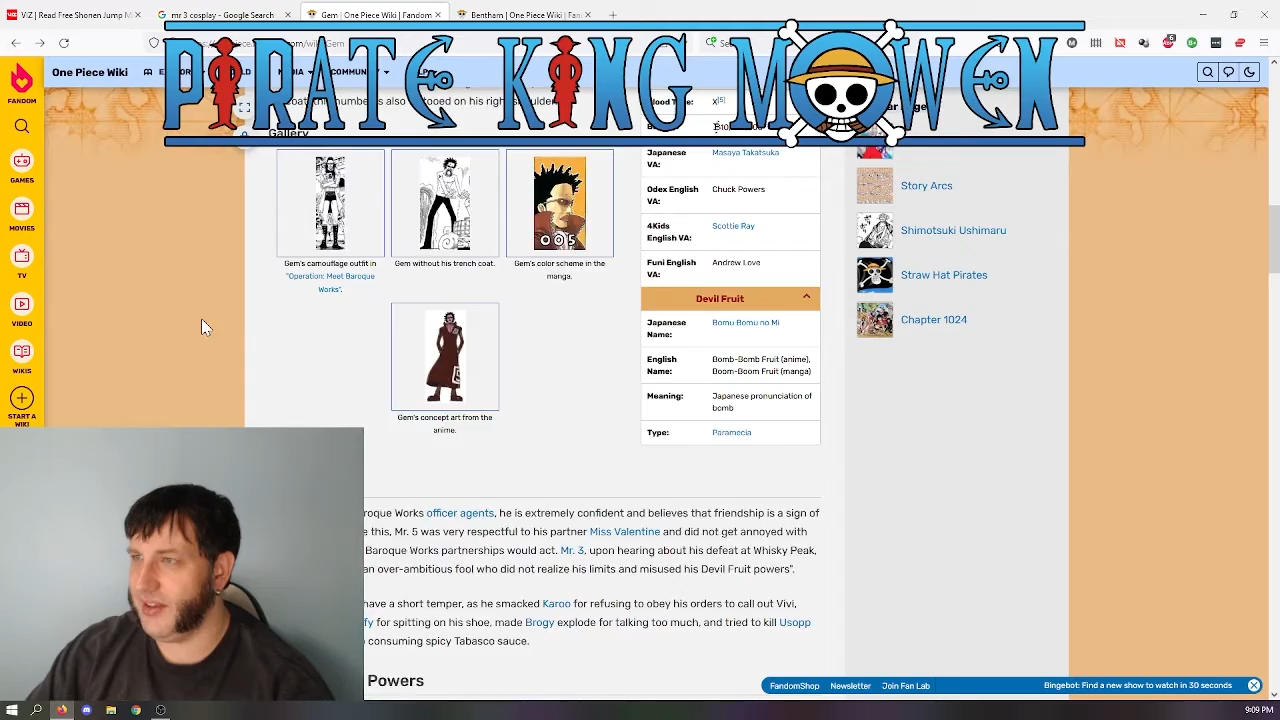 VIZ | Read Shonen Jump M
mr 3 cospley - Google Search
Gem | One Piece Wiki | Fandom
Bentham | One Piece Wiki | Fan
PIRATE KING MOWEN
FANDOM
One Piece Wiki
GAMES
MOVIES
TV
VIDEO
WIKIS
START A
WIKI
Gallery
Gem's camouflage outfit in
"Operation: Meet Baroque
Works".
Gem without his trench coat.
Gem's color scheme in the
manga.
0 0 5
Gem's concept art from the
anime.
X[5]
Japanese
VA:
Masaya Takatsuka
Odex English
VA:
Chuck Powers
4Kids
English VA:
Scottie Ray
Funi English
VA:
Andrew Love
Devil Fruit
Japanese
Name:
Bomu Bomu no Mi
English
Name:
Bomb-Bomb Fruit (anime),
Boom-Boom Fruit (manga)
Meaning:
Japanese pronunciation of
bomb
Type:
Paramecia
Story Arcs
Shimotsuki Ushimaru
Straw Hat Pirates
Chapter 1024
roque Works officer agents, he is extremely confident and believes that friendship is a sign of
e this, Mr. 5 was very respectful to his partner Miss Valentine and did not get annoyed with
Baroque Works partnerships would act. Mr. 3, upon hearing about his defeat at Whisky Peak,
an over-ambitious fool who did not realize his limits and misused his Devil Fruit powers".
have a short temper, as he smacked Karoo for refusing to obey his orders to call out Vivi,
fy for spitting on his shoe, made Brogy explode for talking too much, and tried to kill Usopp
consuming spicy Tabasco sauce.
Powers
FandomShop Newsletter Join Fan Lab
Bingebot: Find a new show to watch in 30 seconds
9:09 PM